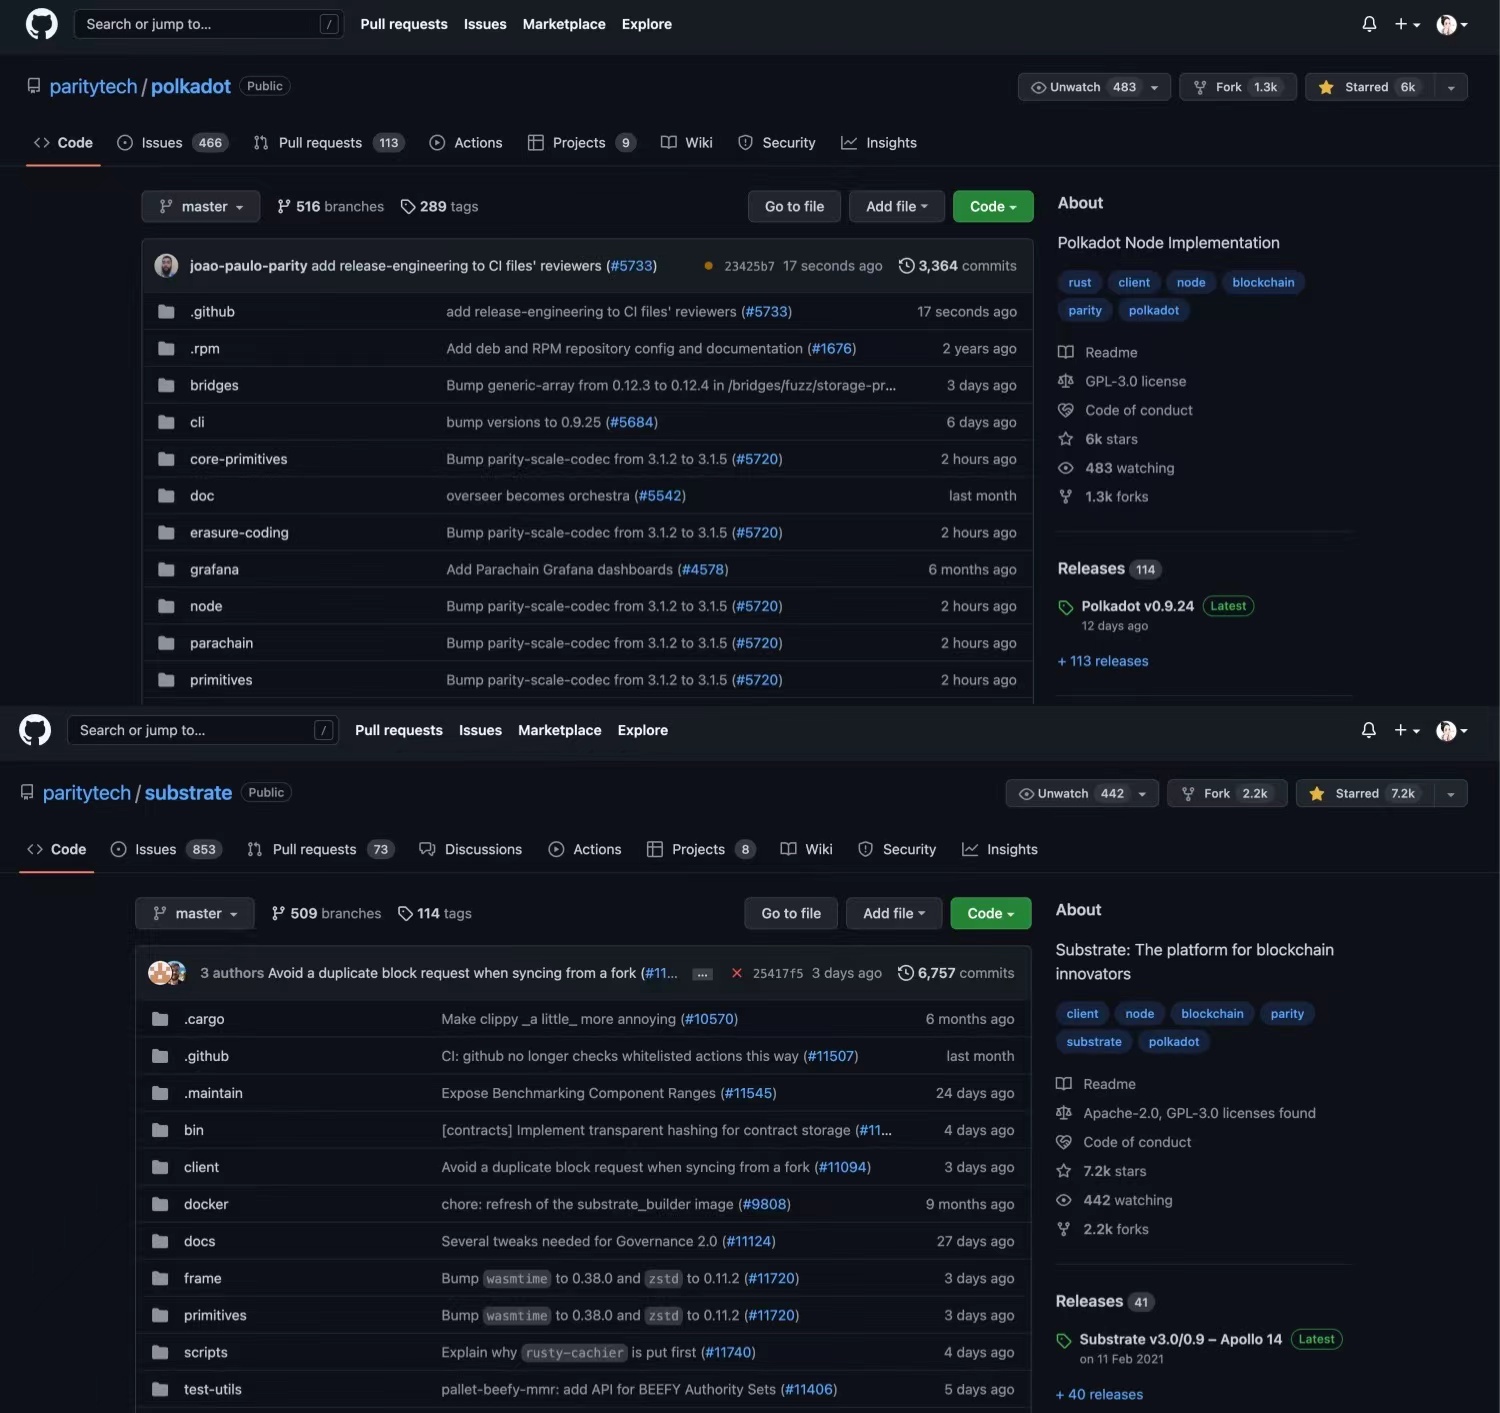 Search or jump to... / Pull requests Issues Marketplace Explore
paritytech / polkadot Public Unwatch 483 Fork 1.3k Starred 6k
Code Issues 466 Pull requests 113 Actions Projects 9 Wiki Security Insights
master 516 branches 289 tags Go to file Add file Code
joao-paulo-parity add release-engineering to CI files' reviewers (#5733) 23425b7 17 seconds ago 3,364 commits
.github add release-engineering to CI files' reviewers (#5733) 17 seconds ago
.rpm Add deb and RPM repository config and documentation (#1676) 2 years ago
bridges Bump generic-array from 0.12.3 to 0.12.4 in /bridges/fuzz/storage-pr... 3 days ago
cli bump versions to 0.9.25 (#5684) 6 days ago
core-primitives Bump parity-scale-codec from 3.1.2 to 3.1.5 (#5720) 2 hours ago
doc overseer becomes orchestra (#5542) last month
erasure-coding Bump parity-scale-codec from 3.1.2 to 3.1.5 (#5720) 2 hours ago
grafana Add Parachain Grafana dashboards (#4578) 6 months ago
node Bump parity-scale-codec from 3.1.2 to 3.1.5 (#5720) 2 hours ago
parachain Bump parity-scale-codec from 3.1.2 to 3.1.5 (#5720) 2 hours ago
primitives Bump parity-scale-codec from 3.1.2 to 3.1.5 (#5720) 2 hours ago
About
Polkadot Node Implementation
rust client node blockchain
parity polkadot
Readme
GPL-3.0 license
Code of conduct
6k stars
483 watching
1.3k forks
Releases 114
Polkadot v0.9.24 Latest
12 days ago
+ 113 releases
Search or jump to... / Pull requests Issues Marketplace Explore
paritytech / substrate Public Unwatch 442 Fork 2.2k Starred 7.2k
Code Issues 853 Pull requests 73 Discussions Actions Projects 8 Wiki Security Insights
master 509 branches 114 tags Go to file Add file Code
3 authors Avoid a duplicate block request when syncing from a fork (#11... ... 25417f5 3 days ago 6,757 commits
.cargo Make clippy _a little_ more annoying (#10570) 6 months ago
.github CI: github no longer checks whitelisted actions this way (#11507) last month
.maintain Expose Benchmarking Component Ranges (#11545) 24 days ago
bin [contracts] Implement transparent hashing for contract storage (#11... 4 days ago
client Avoid a duplicate block request when syncing from a fork (#11094) 3 days ago
docker chore: refresh of the substrate_builder image (#9808) 9 months ago
docs Several tweaks needed for Governance 2.0 (#11124) 27 days ago
frame Bump wasmtime to 0.38.0 and zstd to 0.11.2 (#11720) 3 days ago
primitives Bump wasmtime to 0.38.0 and zstd to 0.11.2 (#11720) 3 days ago
scripts Explain why rusty-cachier is put first (#11740) 4 days ago
test-utils pallet-beefy-mmr: add API for BEEFY Authority Sets (#11406) 5 days ago
About
Substrate: The platform for blockchain
innovators
client node blockchain parity
substrate polkadot
Readme
Apache-2.0, GPL-3.0 licenses found
Code of conduct
7.2k stars
442 watching
2.2k forks
Releases 41
Substrate v3.0/0.9 – Apollo 14 Latest
on 11 Feb 2021
+ 40 releases